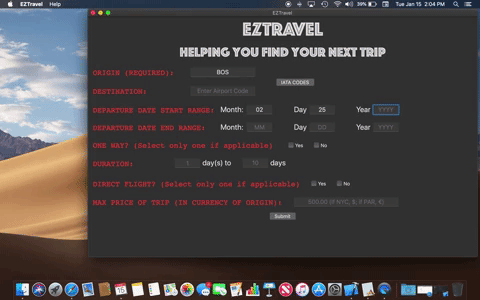 EZTravel Help 39% Tue Jan 15 2:04 PM
EZTravel
EZTRAVEL
HELPING YOU FIND YOUR NEXT TRIP
ORIGIN (REQUIRED): BOS
IATA CODES
DESTINATION: Enter Airport Code
DEPARTURE DATE START RANGE: Month: 02 Day 25 Year YYYY
DEPARTURE DATE END RANGE: Month: MM Day DD Year YYYY
ONE WAY? (Select only one if applicable) Yes No
DURATION: 1 day(s) to 10 days
DIRECT FLIGHT? (Select only one if applicable) Yes No
MAX PRICE OF TRIP (IN CURRENCY OF ORIGIN): 500.00 (if NYC, $; if PAR, €)
Submit